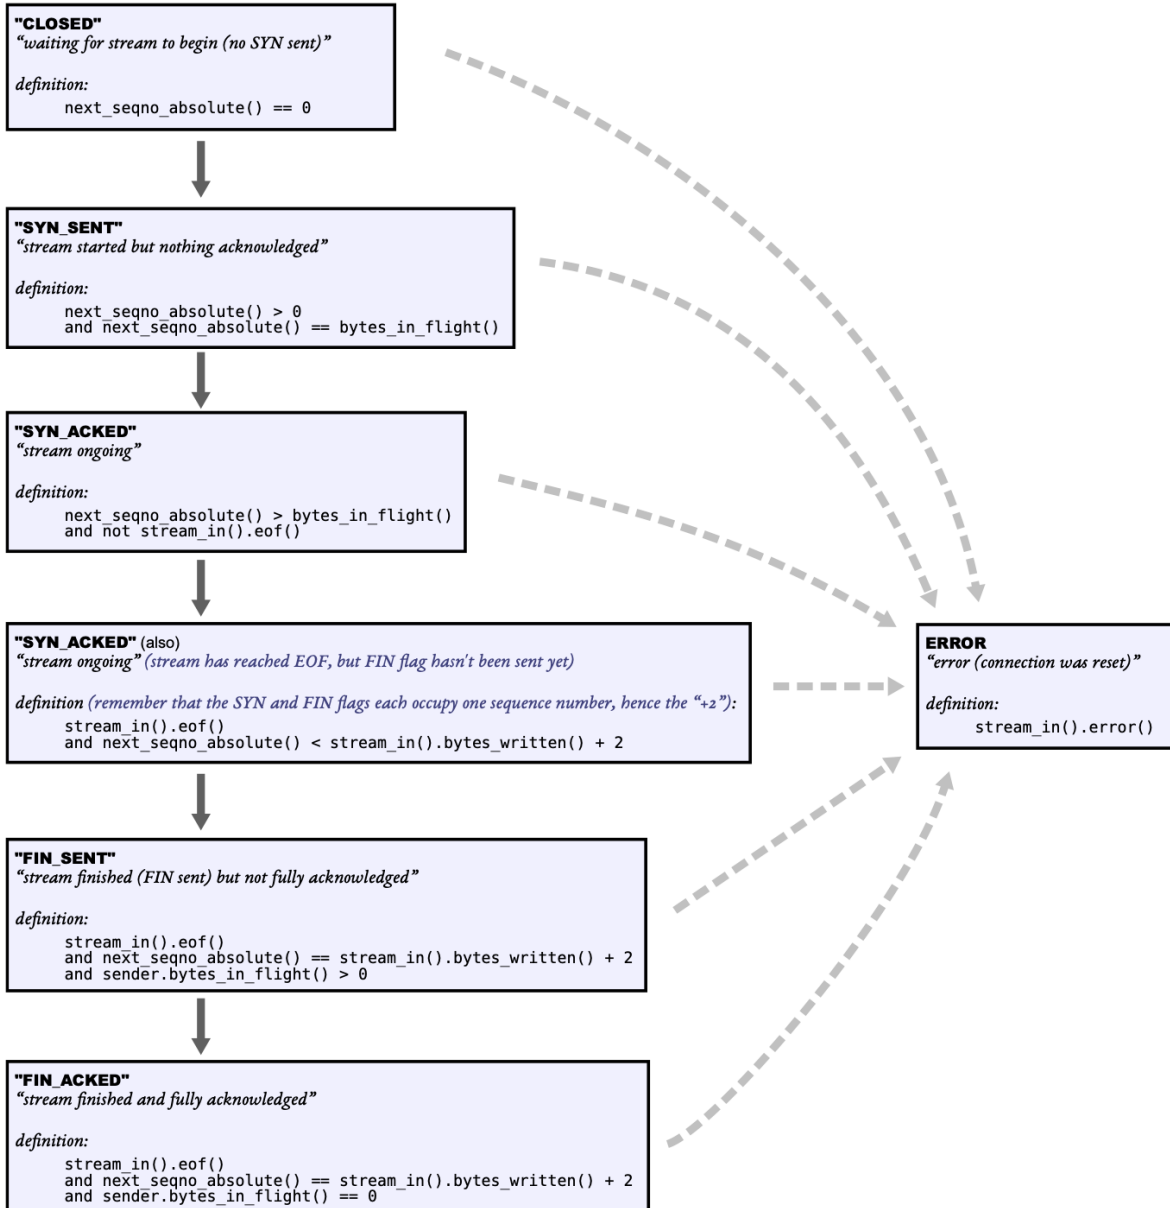 "CLOSED"
“waiting for stream to begin (no SYN sent)”
definition:
next_seqno_absolute() == 0
"SYN_SENT"
“stream started but nothing acknowledged”
definition:
next_seqno_absolute() > 0
and next_seqno_absolute() == bytes_in_flight()
"SYN_ACKED"
“stream ongoing”
definition:
next_seqno_absolute() > bytes_in_flight()
and not stream_in().eof()
"SYN_ACKED" (also)
“stream ongoing” (stream has reached EOF, but FIN flag hasn't been sent yet)
definition (remember that the SYN and FIN flags each occupy one sequence number, hence the “+2”):
stream_in().eof()
and next_seqno_absolute() < stream_in().bytes_written() + 2
"FIN_SENT"
“stream finished (FIN sent) but not fully acknowledged”
definition:
stream_in().eof()
and next_seqno_absolute() == stream_in().bytes_written() + 2
and sender.bytes_in_flight() > 0
"FIN_ACKED"
“stream finished and fully acknowledged”
definition:
stream_in().eof()
and next_seqno_absolute() == stream_in().bytes_written() + 2
and sender.bytes_in_flight() == 0
ERROR
“error (connection was reset)”
definition:
stream_in().error()